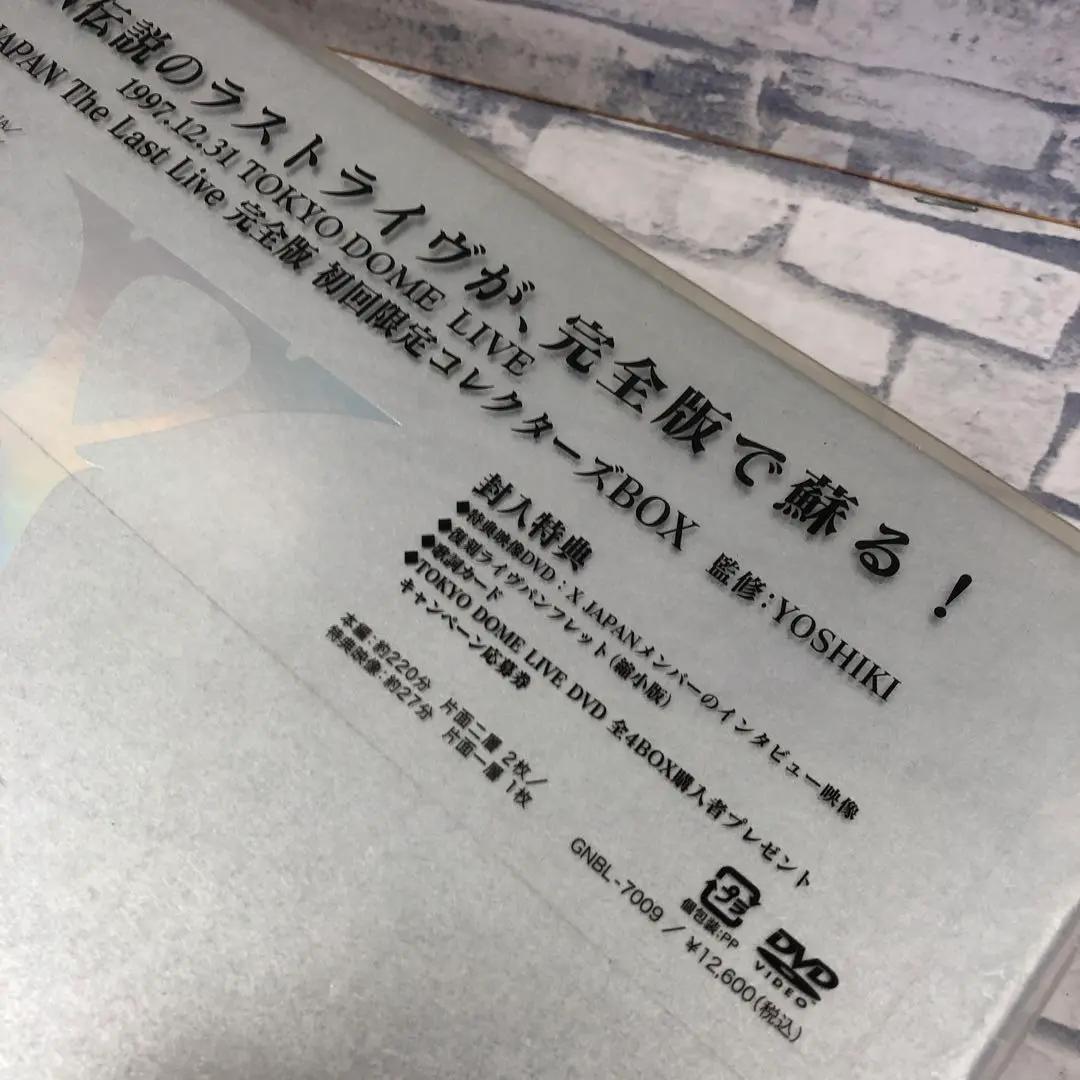 伝説のラストライヴが、完全版で蘇る!
1997.12.31 TOKYO DOME LIVE
JAPAN The Last Live 完全版 初回限定コレクターズBOX 監修:YOSHIKI
封入特典
◆特典映像DVD:X JAPANメンバーのインタビュー映像
◆復刻ライヴパンフレット(縮小版)
◆歌詞カード
◆TOKYO DOME LIVE DVD 全4BOX購入者プレゼント
キャンペーン応募券
本編:約220分 片面二層 2枚/
特典映像:約27分 片面一層 1枚
GNBL-7009/¥12,600(税込)
プラ
個包装:PP
DVD
VIDEO